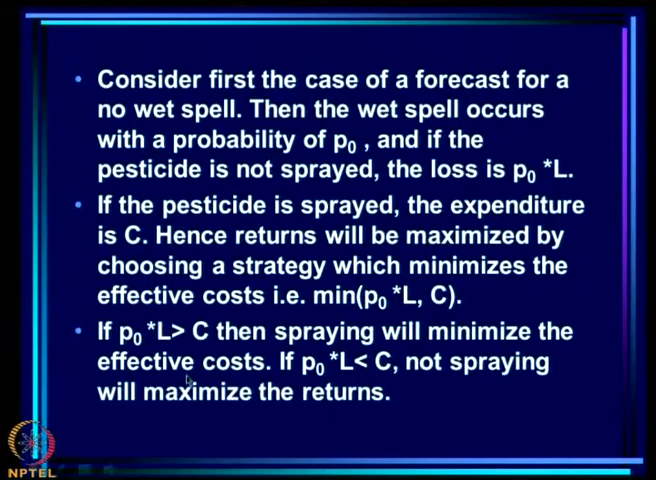 • Consider first the case of a forecast for a
no wet spell. Then the wet spell occurs
with a probability of p₀ , and if the
pesticide is not sprayed, the loss is p₀ *L.
• If the pesticide is sprayed, the expenditure
is C. Hence returns will be maximized by
choosing a strategy which minimizes the
effective costs i.e. min(p₀ *L, C).
• If p₀ *L> C then spraying will minimize the
effective costs. If p₀ *L< C, not spraying
will maximize the returns.
NPTEL